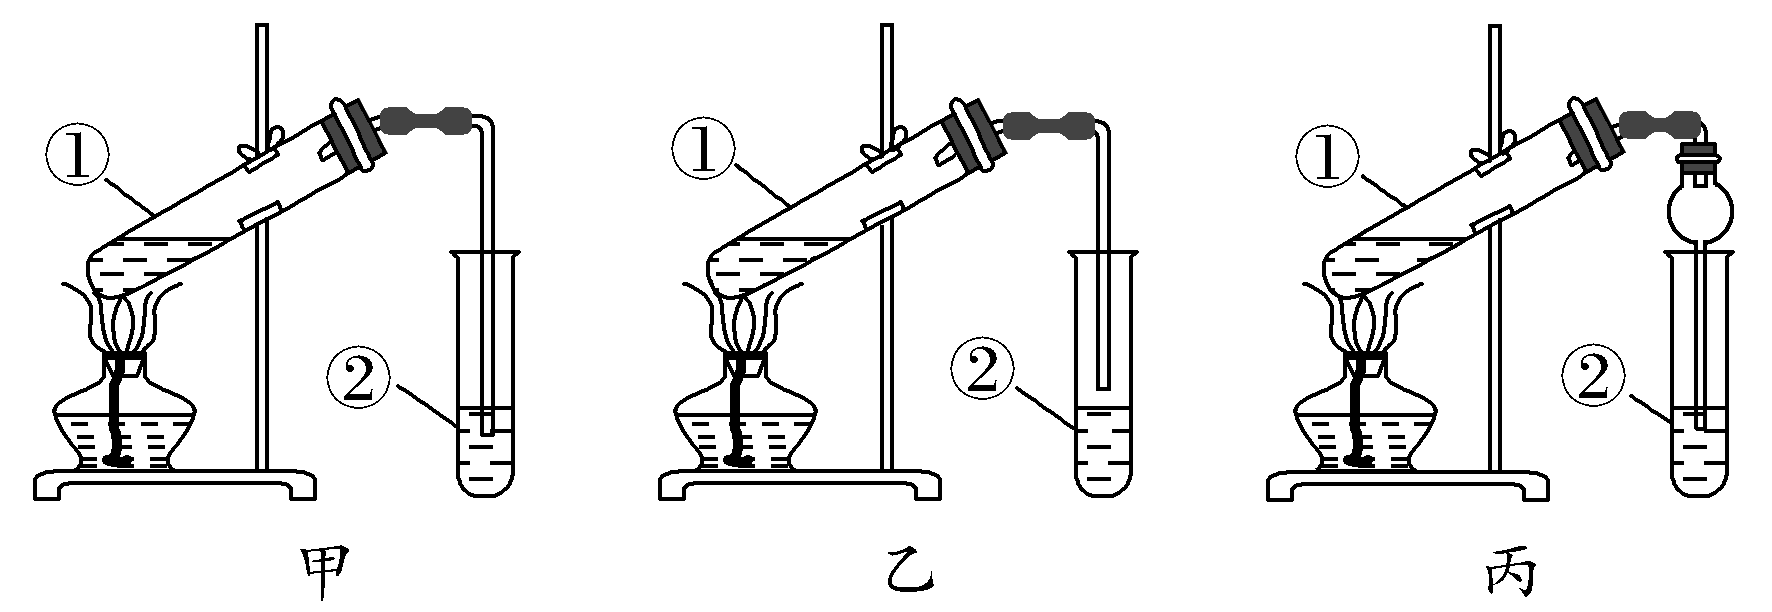 ① ① ①
② ② ②
甲 乙 丙